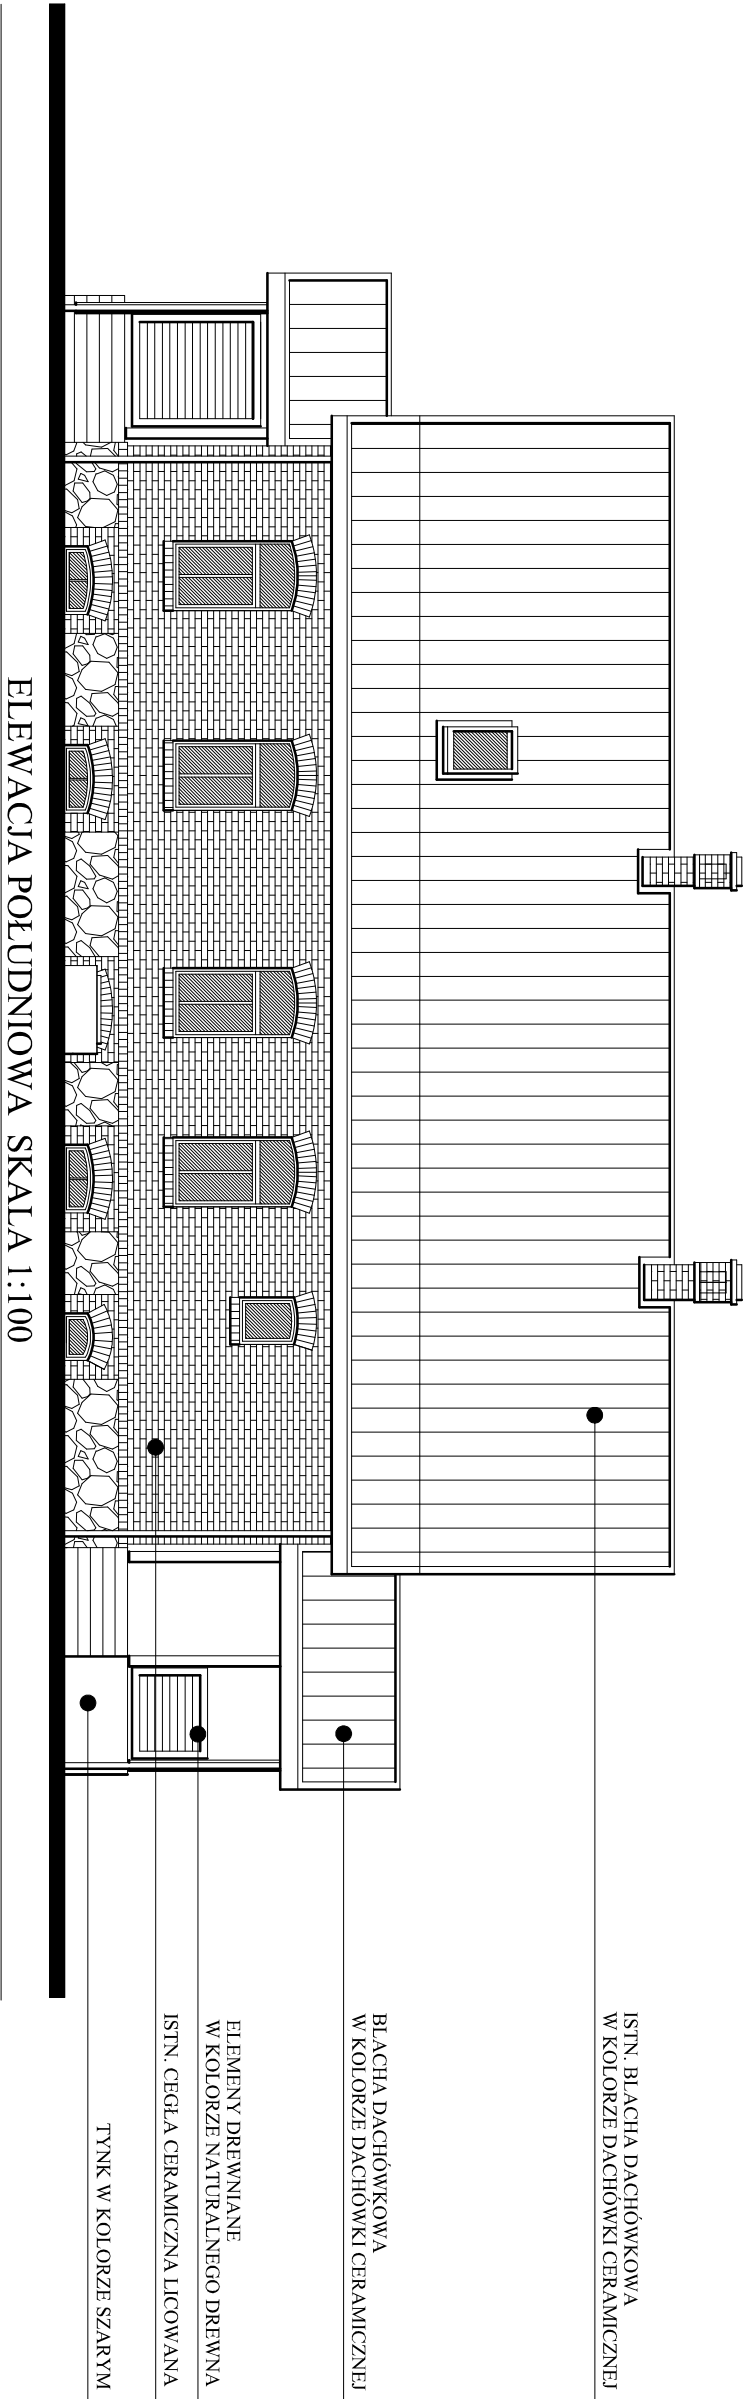 ISTN. BLACHA DACHÓWKOWA
W KOLORZE DACHÓWKI CERAMICZNEJ
BLACHA DACHÓWKOWA
W KOLORZE DACHÓWKI CERAMICZNEJ
ELEMENY DREWNIANE
W KOLORZE NATURALNEGO DREWNA
ISTN. CEGŁA CERAMICZNA LICOWANA
TYNK W KOLORZE SZARYM
ELEWACJA POŁUDNIOWA SKALA 1:100